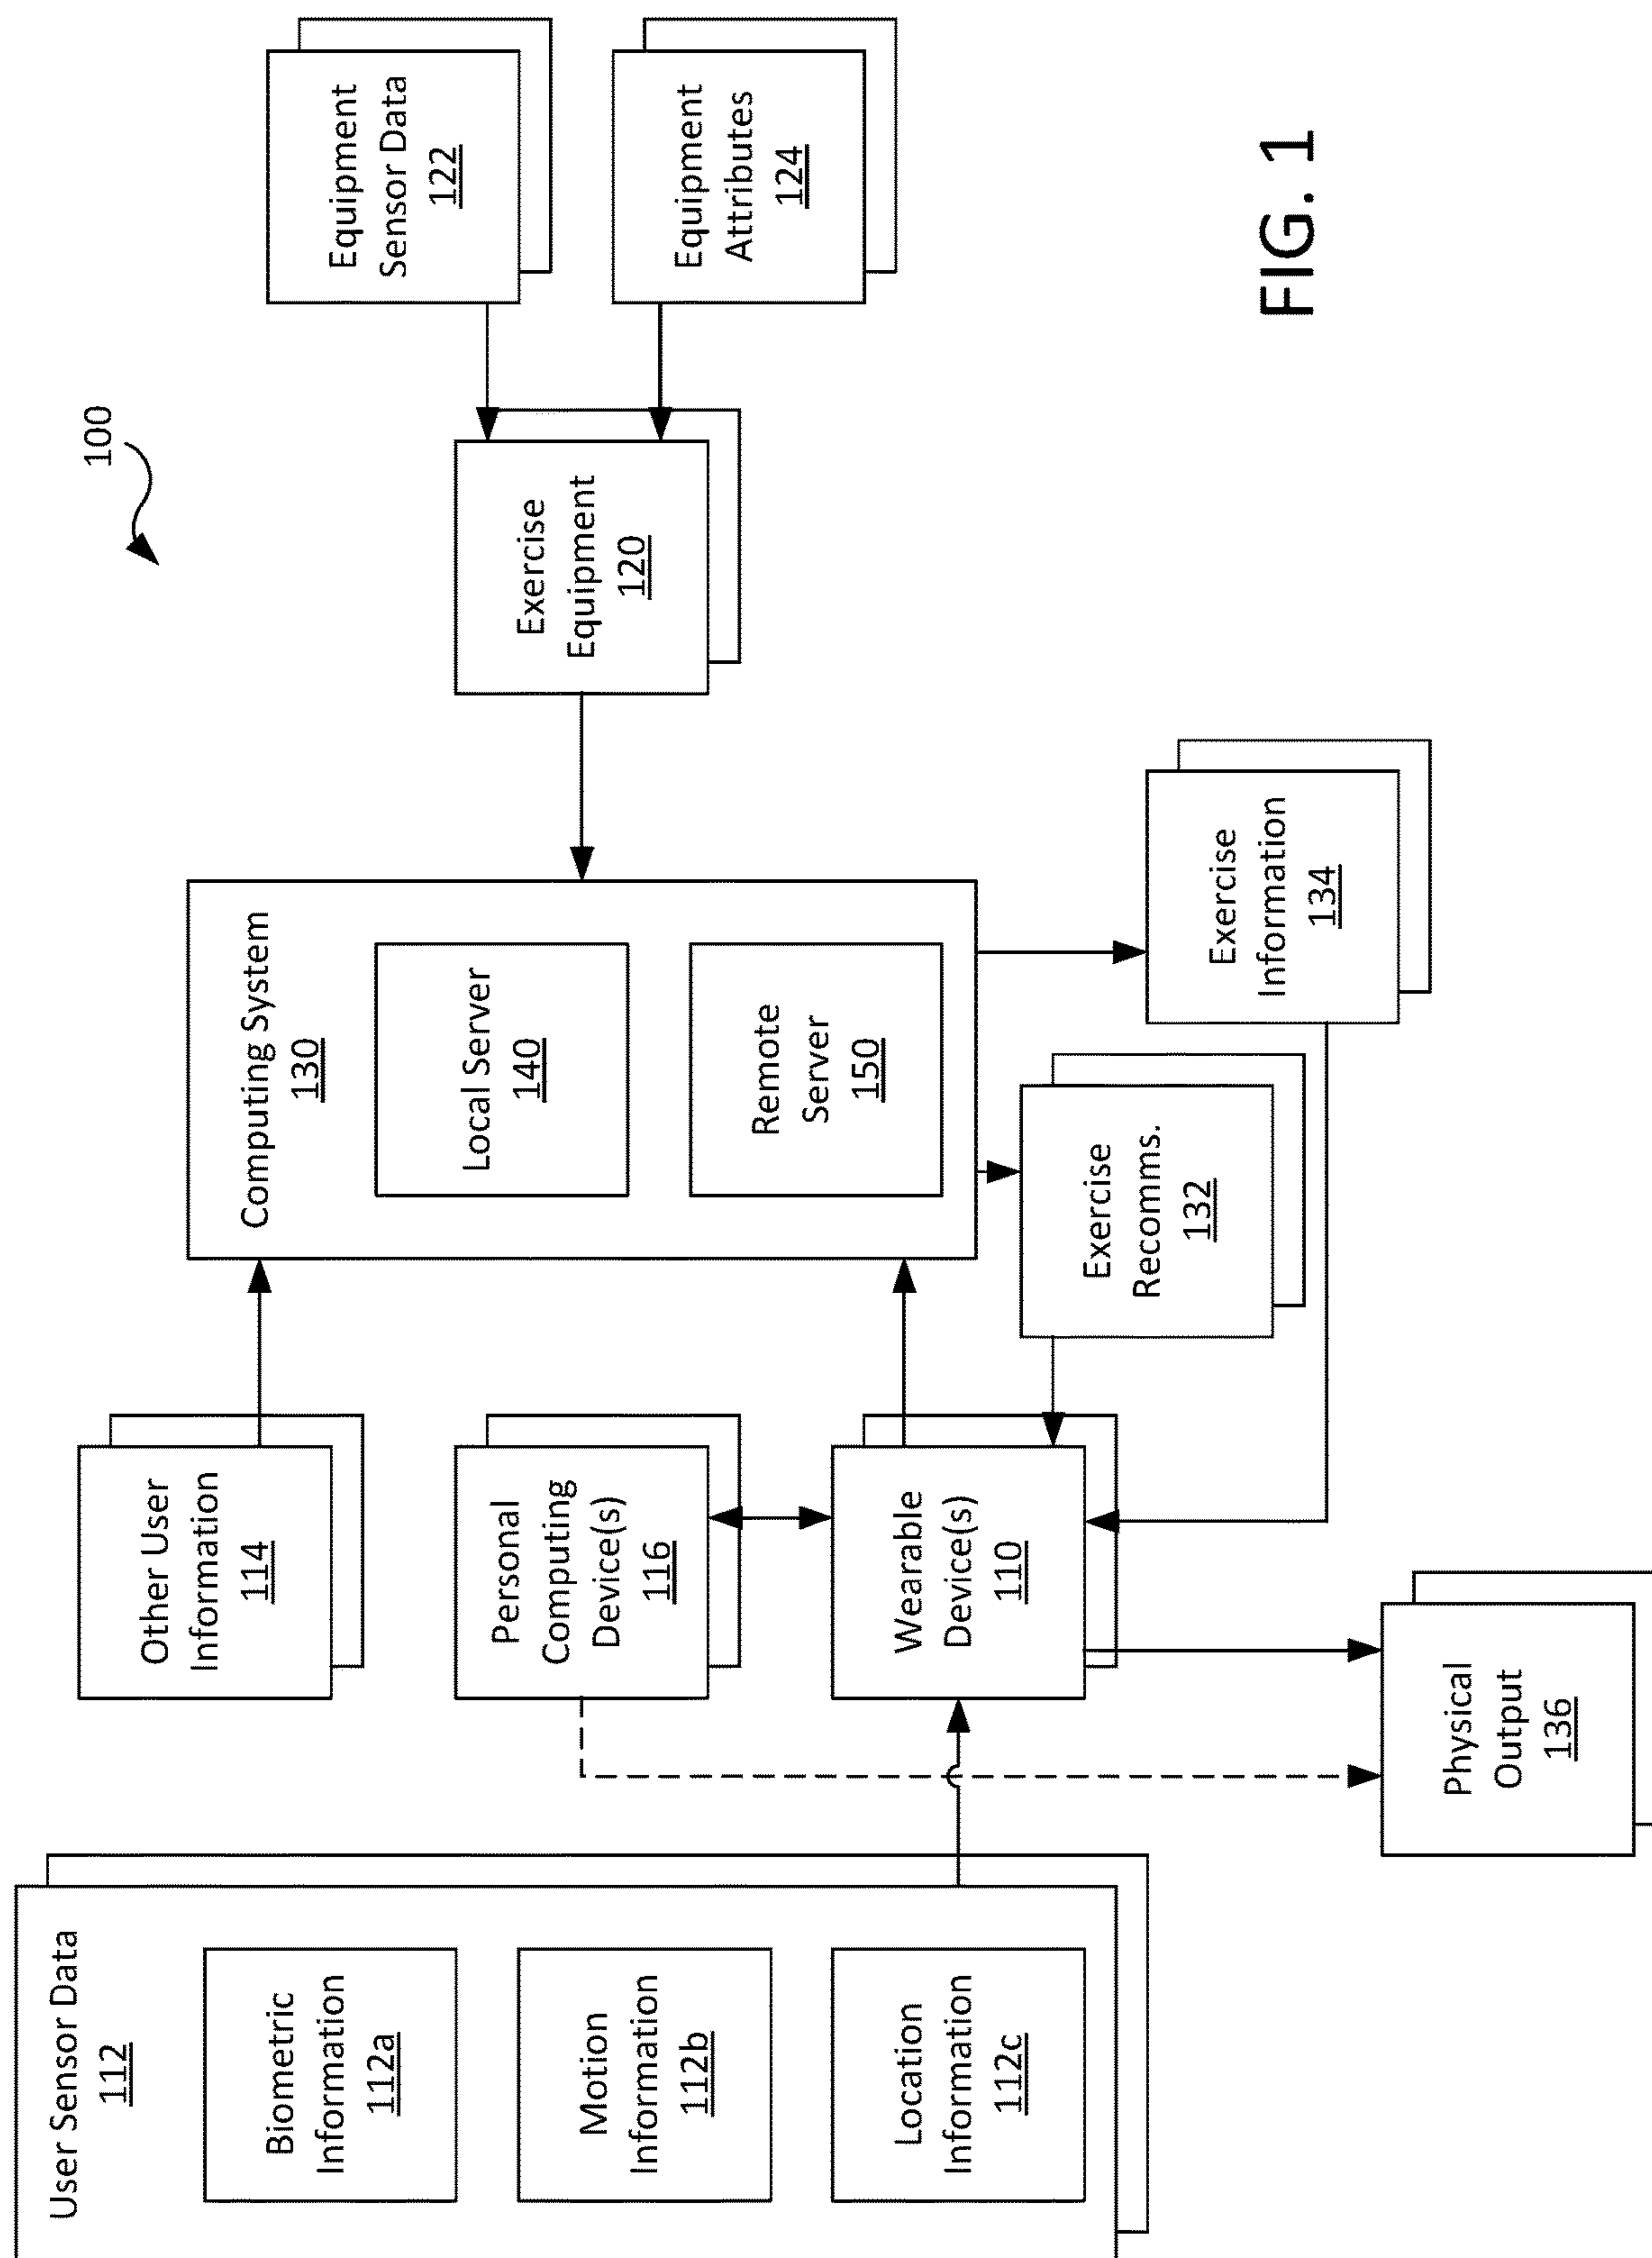 100
User Sensor Data
112
Biometric
Information
112a
Motion
Information
112b
Location
Information
112c
Other User
Information
114
Personal
Computing
Device(s)
116
Wearable
Device(s)
110
Physical
Output
136
Computing System
130
Local Server
140
Remote
Server
150
Exercise
Recomms.
132
Exercise
Information
134
Exercise
Equipment
120
Equipment
Sensor Data
122
Equipment
Attributes
124
FIG. 1